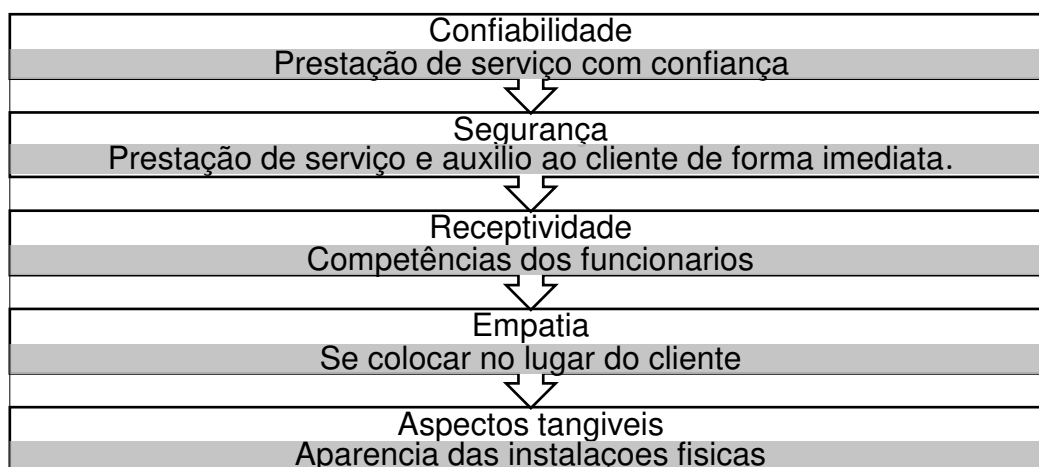 Confiabilidade
Prestação de serviço com confiança
Segurança
Prestação de serviço e auxilio ao cliente de forma imediata.
Receptividade
Competências dos funcionarios
Empatia
Se colocar no lugar do cliente
Aspectos tangiveis
Aparencia das instalaçoes fisicas